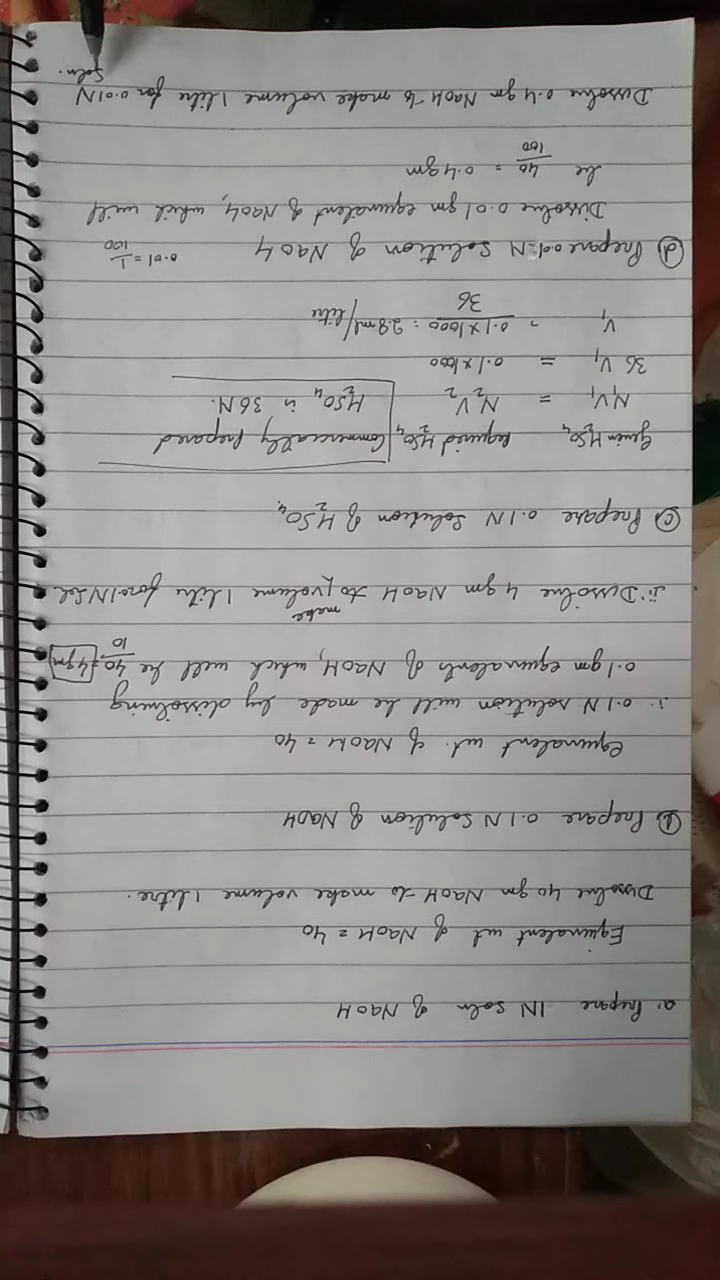 a. Prepare 1N soln of NaOH
Equivalent wt of NaOH = 40
Dissolve 40 gm NaOH to make volume 1 litre.
(b) Prepare 0.1N Solution of NaOH
Equivalent wt. of NaOH = 40
∴ 0.1N solution will be made by dissolving
0.1 gm equivalents of NaOH, which will be 40/10 = 4gm
∴ Dissolve 4 gm NaOH to make volume 1 litre for 0.1N Sol
(c) Prepare 0.1N Solution of H2SO4.
Given H2SO4 Required H2SO4 Commercially Prepared
N1V1 = N2V2 H2SO4 is 36N.
36 V1 = 0.1 x 1000
V1 = 0.1 x 1000 / 36 = 2.8 ml/litre
(d) Prepare N Solution of NaOH 0.01 = 1/100
Dissolve 0.01 gm equivalent of NaOH, which will
be 40/100 = 0.4 gm
Dissolve 0.4 gm NaOH to make volume 1 litre for 0.01N
Soln.